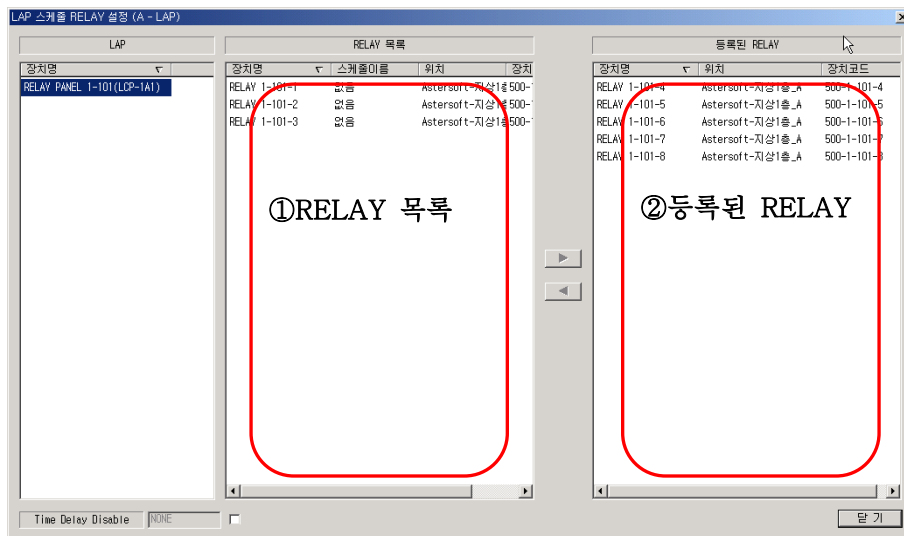 LAP 스케줄 RELAY 설정 (A - LAP)
LAP
RELAY 목록
등록된 RELAY
장치명
장치명 스케줄이름 위치 장치
장치명 위치 장치코드
RELAY PANEL 1-101(LCP-1A1)
RELAY 1-101-1 없음 Astersoft-지상1층 500-
RELAY 1-101-2 없음 Astersoft-지상1층 500-
RELAY 1-101-3 없음 Astersoft-지상1층 500-
RELAY 1-101-4 Astersoft-지상1층_A 500-1-101-4
RELAY 1-101-5 Astersoft-지상1층_A 500-1-101-5
RELAY 1-101-6 Astersoft-지상1층_A 500-1-101-6
RELAY 1-101-7 Astersoft-지상1층_A 500-1-101-7
RELAY 1-101-8 Astersoft-지상1층_A 500-1-101-8
①RELAY 목록
②등록된 RELAY
Time Delay Disable NONE
닫 기